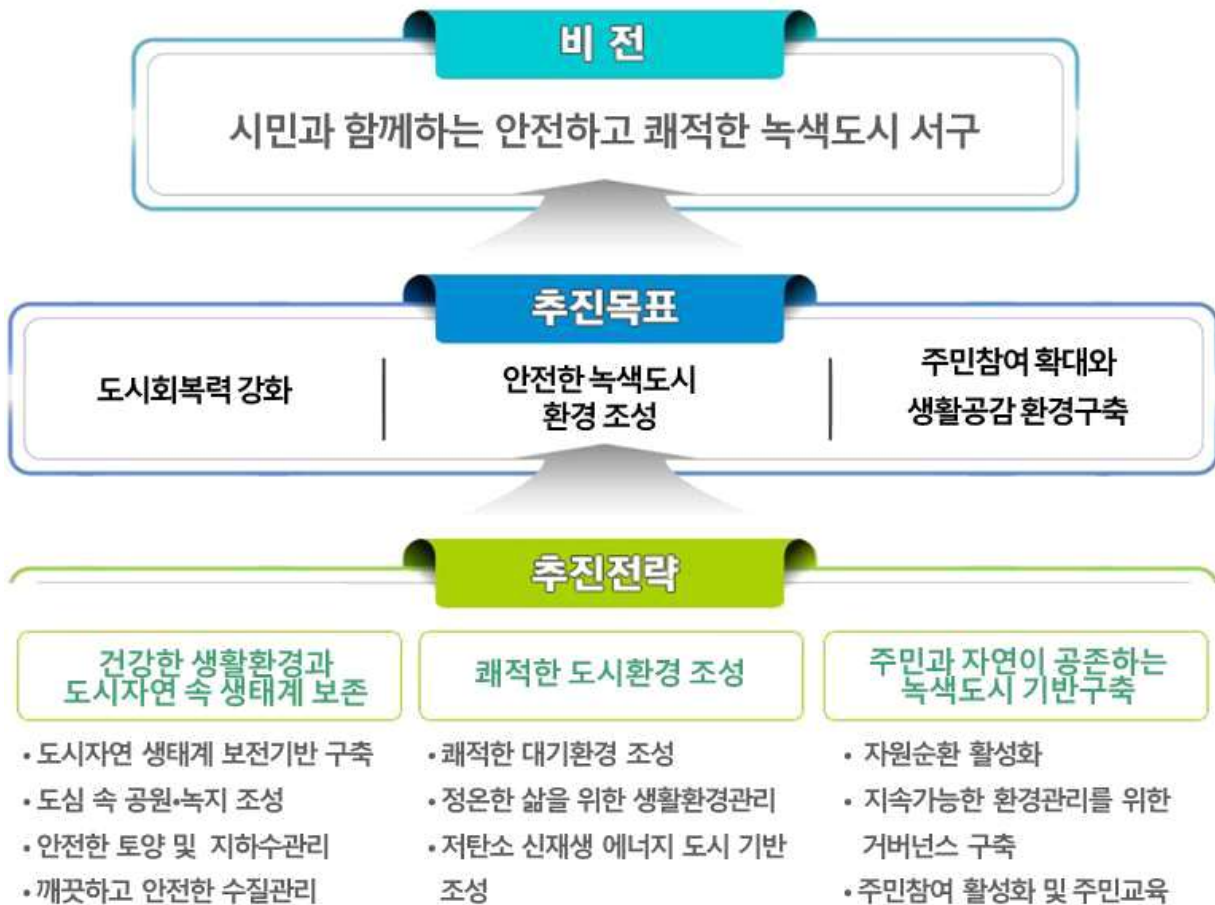 비 전
시민과 함께하는 안전하고 쾌적한 녹색도시 서구
추진목표
도시회복력 강화
안전한 녹색도시
환경 조성
주민참여 확대와
생활공감 환경구축
추진전략
건강한 생활환경과
도시자연 속 생태계 보존
• 도시자연 생태계 보전기반 구축
• 도심 속 공원•녹지 조성
• 안전한 토양 및 지하수관리
• 깨끗하고 안전한 수질관리
쾌적한 도시환경 조성
• 쾌적한 대기환경 조성
• 정온한 삶을 위한 생활환경관리
• 저탄소 신재생 에너지 도시 기반
조성
주민과 자연이 공존하는
녹색도시 기반구축
• 자원순환 활성화
• 지속가능한 환경관리를 위한
거버넌스 구축
• 주민참여 활성화 및 주민교육